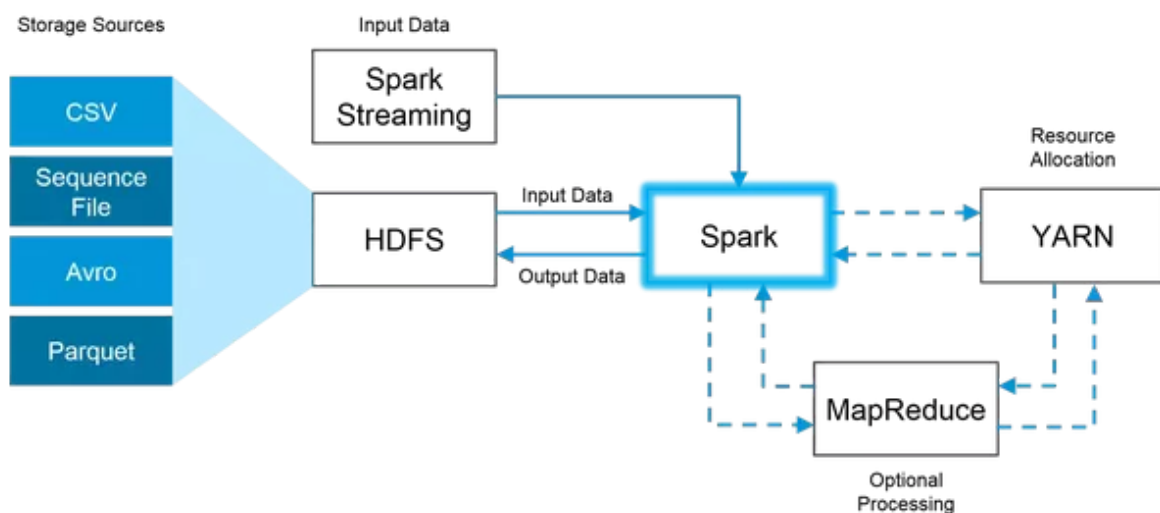 Storage Sources
CSV
Sequence
File
Avro
Parquet
Input Data
Spark
Streaming
HDFS
Input Data
Output Data
Spark
Resource
Allocation
YARN
MapReduce
Optional
Processing